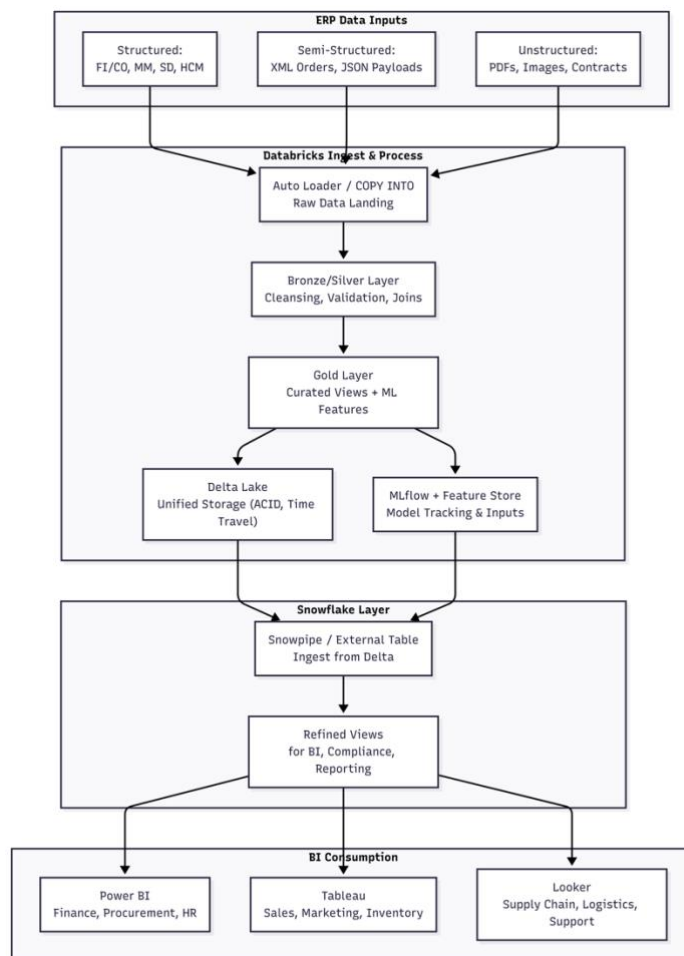 ERP Data Inputs
Structured:
FI/CO, MM, SD, HCM
Semi-Structured:
XML Orders, JSON Payloads
Unstructured:
PDFs, Images, Contracts
Databricks Ingest & Process
Auto Loader / COPY INTO
Raw Data Landing
Bronze/Silver Layer
Cleansing, Validation, Joins
Gold Layer
Curated Views + ML
Features
Delta Lake
Unified Storage (ACID, Time
Travel)
MLflow + Feature Store
Model Tracking & Inputs
Snowflake Layer
Snowpipe / External Table
Ingest from Delta
Refined Views
for BI, Compliance,
Reporting
BI Consumption
Power BI
Finance, Procurement, HR
Tableau
Sales, Marketing, Inventory
Looker
Supply Chain, Logistics,
Support